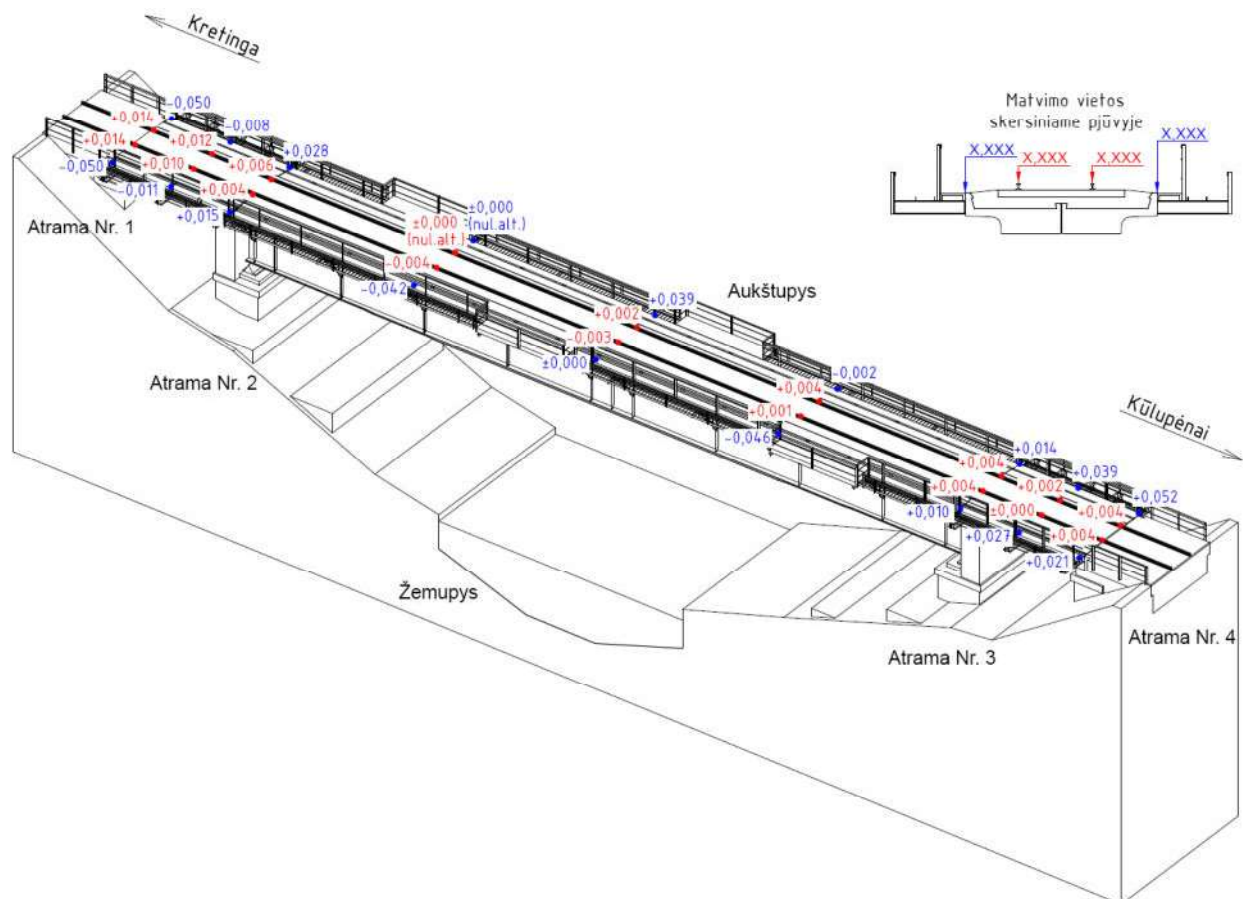 Kretinga
-0,050
+0,014
-0,008
+0,014
+0,012
+0,028
-0,050
+0,010
+0,006
-0,011
+0,004
+0,015
Atrama Nr. 1
Matvimo vietos
skersiniame pjūvyje
X,XXX
X,XXX
X,XXX
X,XXX
±0,000
(nul.alt.)
±0,000
(nul.alt.)
-0,004
-0,042
Atrama Nr. 2
Aukštupys
+0,039
+0,002
-0,003
±0,000
-0,002
+0,004
+0,001
-0,046
Kūlupėnai
+0,014
+0,004
+0,039
+0,004
+0,002
+0,052
+0,010
±0,000
+0,004
+0,027
+0,004
+0,021
Žemupys
Atrama Nr. 3
Atrama Nr. 4